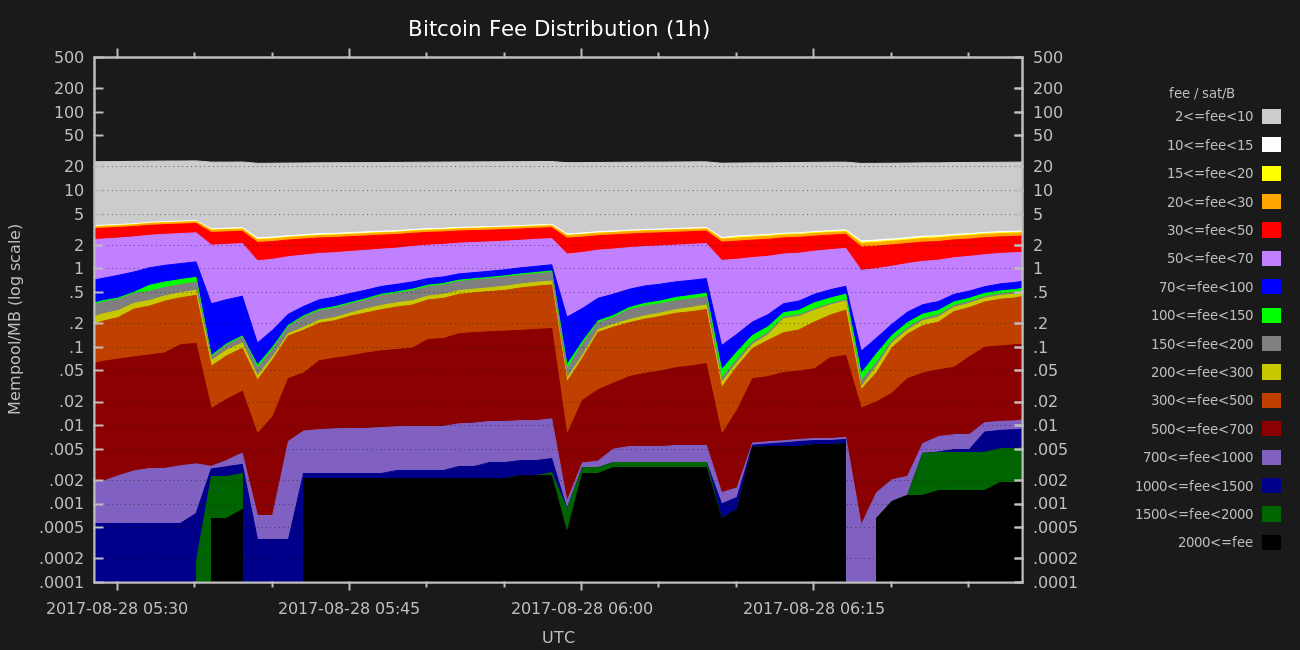 Bitcoin Fee Distribution (1h)
Mempool/MB (log scale)
500
200
100
50
20
10
5
2
1
.5
.2
.1
.05
.02
.01
.005
.002
.001
.0005
.0002
.0001
500
200
100
50
20
10
5
2
1
.5
.2
.1
.05
.02
.01
.005
.002
.001
.0005
.0002
.0001
2017-08-28 05:30
2017-08-28 05:45
2017-08-28 06:00
2017-08-28 06:15
UTC
fee / sat/B
2<=fee<10
10<=fee<15
15<=fee<20
20<=fee<30
30<=fee<50
50<=fee<70
70<=fee<100
100<=fee<150
150<=fee<200
200<=fee<300
300<=fee<500
500<=fee<700
700<=fee<1000
1000<=fee<1500
1500<=fee<2000
2000<=fee